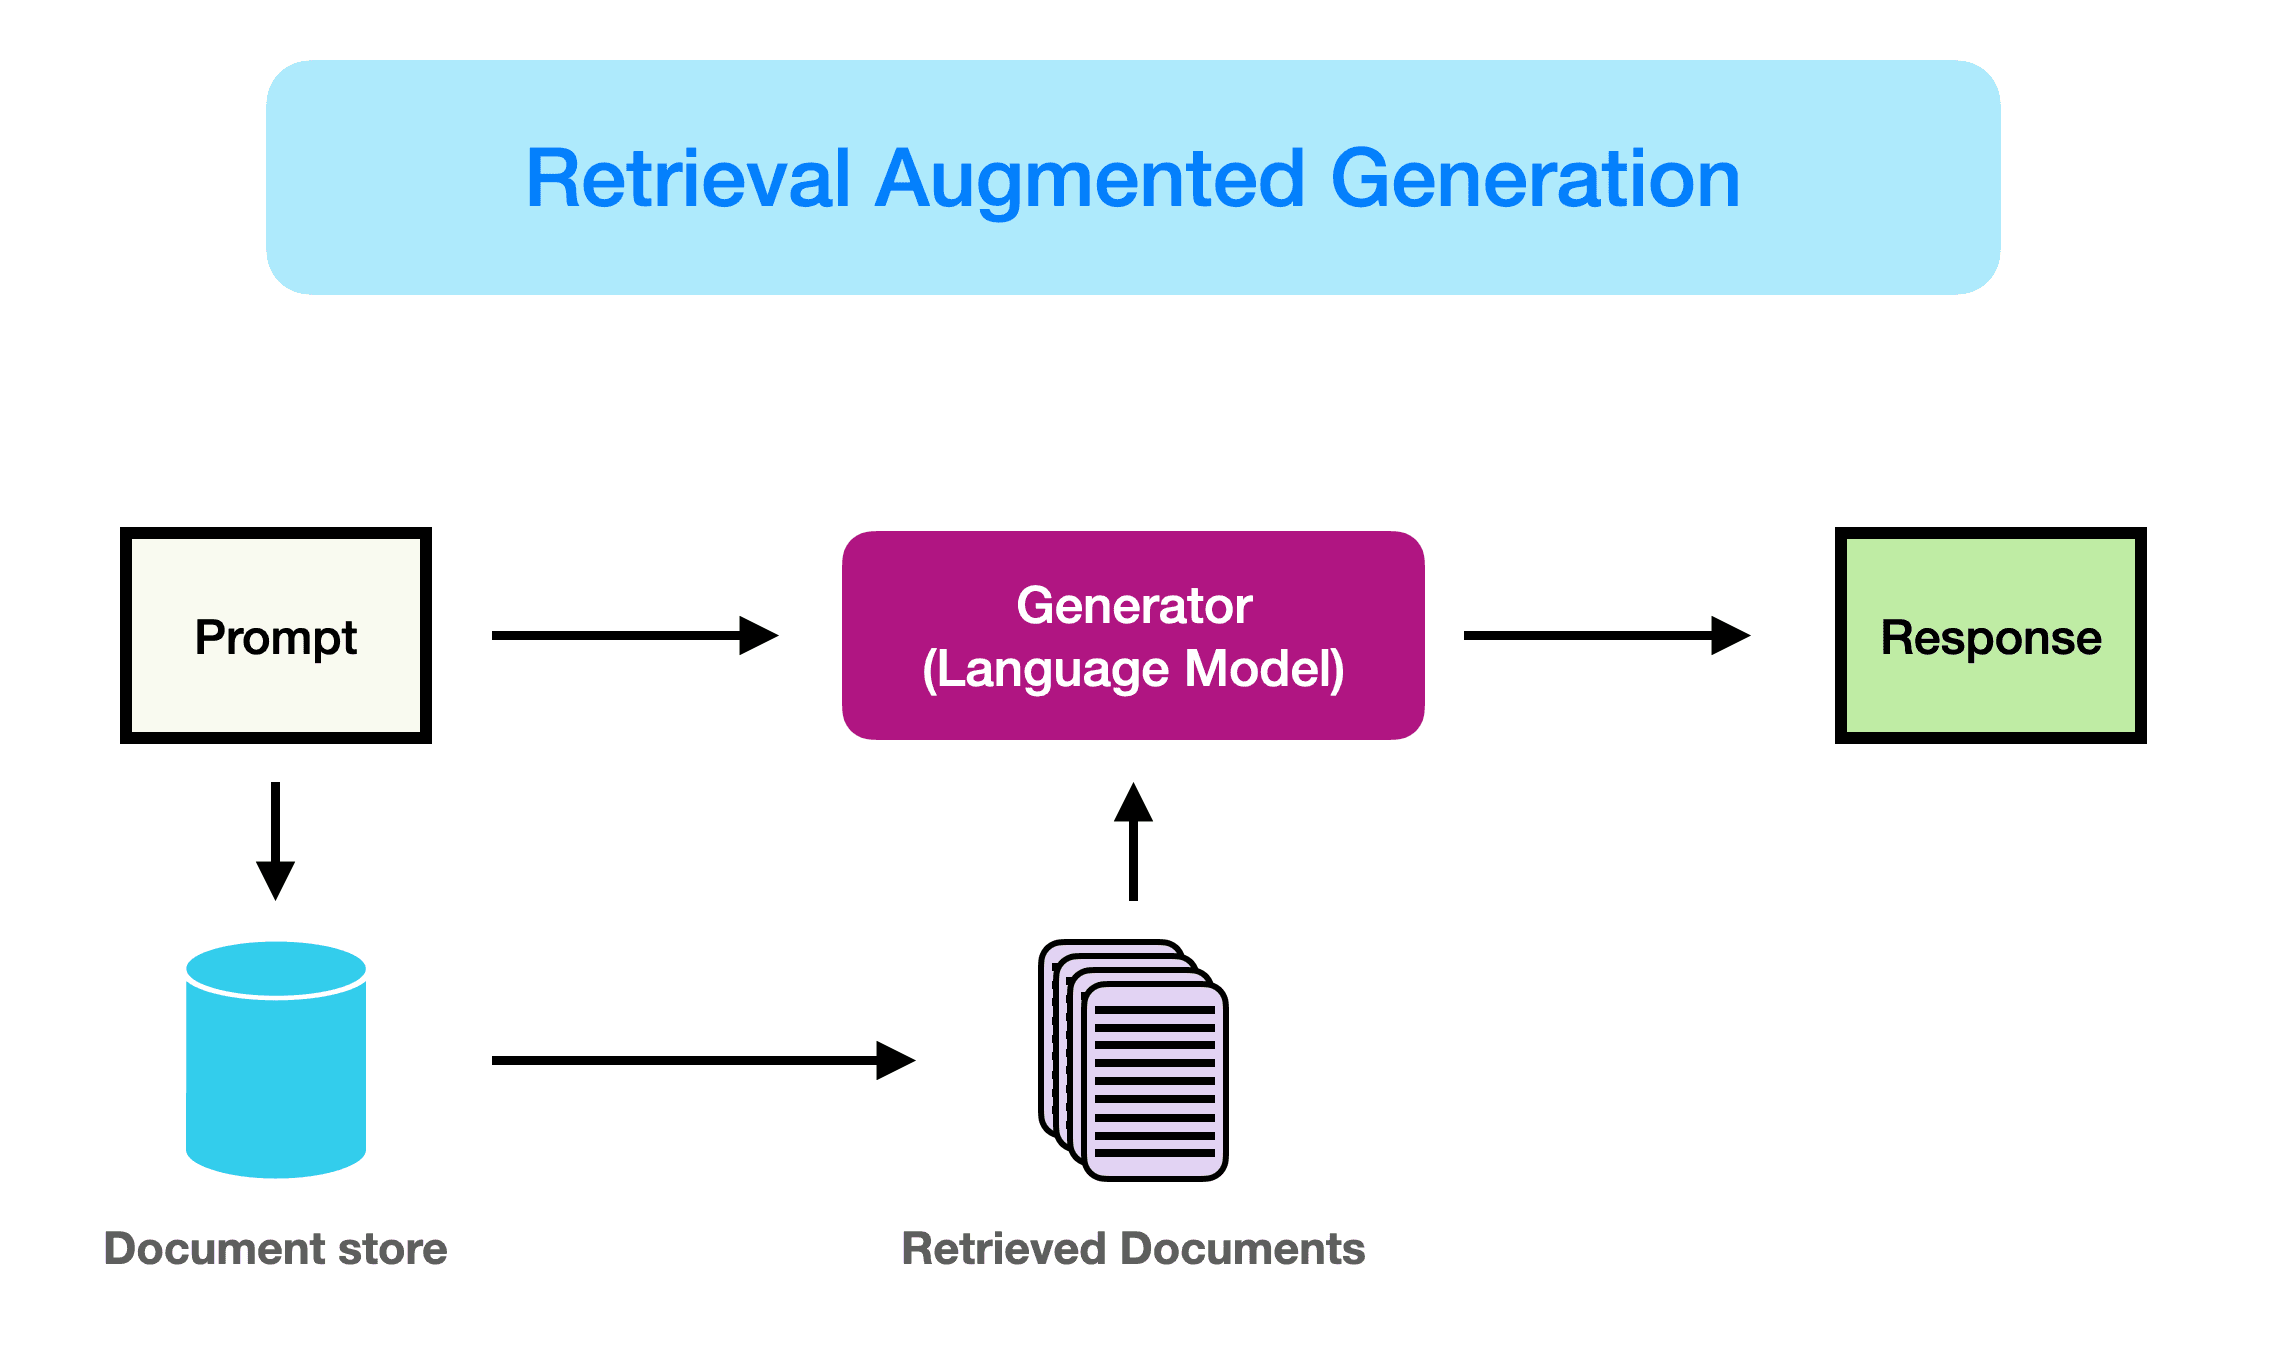 Retrieval Augmented Generation
Prompt
Generator
(Language Model)
Response
Document store
Retrieved Documents